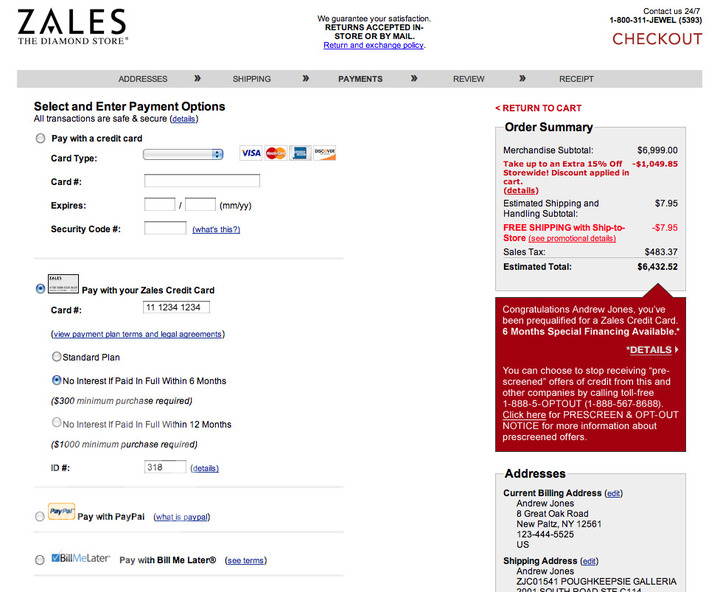 ZALES
THE DIAMOND STORE®
We guarantee your satisfaction.
RETURNS ACCEPTED IN-
STORE OR BY MAIL.
Return and exchange policy.
Contact us 24/7
1-800-311-JEWEL (5393)
CHECKOUT
ADDRESSES » SHIPPING » PAYMENTS » REVIEW » RECEIPT
Select and Enter Payment Options
All transactions are safe & secure (details)
Pay with a credit card
Card Type:
VISA MasterCard DISCOVER
Card #:
Expires: / (mm/yy)
Security Code #: (what's this?)
ZALES
Pay with your Zales Credit Card
Card #: 11 1234 1234
(view payment plan terms and legal agreements)
Standard Plan
No Interest If Paid In Full Within 6 Months
($300 minimum purchase required)
No Interest If Paid In Full Within 12 Months
($1000 minimum purchase required)
ID #: 318 (details)
PayPal Pay with PayPal (what is paypal)
BillMeLater® Pay with Bill Me Later® (see terms)
< RETURN TO CART
Order Summary
Merchandise Subtotal: $6,999.00
Take up to an Extra 15% Off -$1,049.85
Storewide! Discount applied in
cart.
(details)
Estimated Shipping and $7.95
Handling Subtotal:
FREE SHIPPING with Ship-to- -$7.95
Store (see promotional details)
Sales Tax: $483.37
Estimated Total: $6,432.52
Congratulations Andrew Jones, you've
been prequalified for a Zales Credit Card.
6 Months Special Financing Available.*
*DETAILS
You can choose to stop receiving "pre-
screened" offers of credit from this and
other companies by calling toll-free
1-888-5-OPTOUT (1-888-567-8688).
Click here for PRESCREEN & OPT-OUT
NOTICE for more information about
prescreened offers.
Addresses
Current Billing Address (edit)
Andrew Jones
8 Great Oak Road
New Paltz, NY 12561
123-444-5525
US
Shipping Address (edit)
Andrew Jones
ZJC01541 POUGHKEEPSIE GALLERIA
2001 SOUTH ROAD STE C114